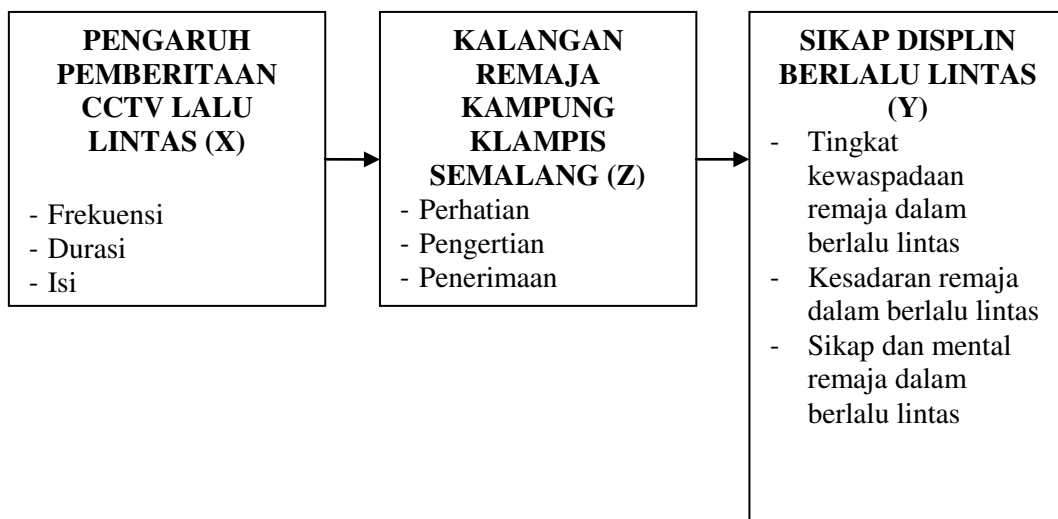 PENGARUH
PEMBERITAAN
CCTV LALU
LINTAS (X)
- Frekuensi
- Durasi
- Isi
KALANGAN
REMAJA
KAMPUNG
KLAMPIS
SEMALANG (Z)
- Perhatian
- Pengertian
- Penerimaan
SIKAP DISPLIN
BERLALU LINTAS
(Y)
- Tingkat
kewaspadaan
remaja dalam
berlalu lintas
- Kesadaran remaja
dalam berlalu lintas
- Sikap dan mental
remaja dalam
berlalu lintas